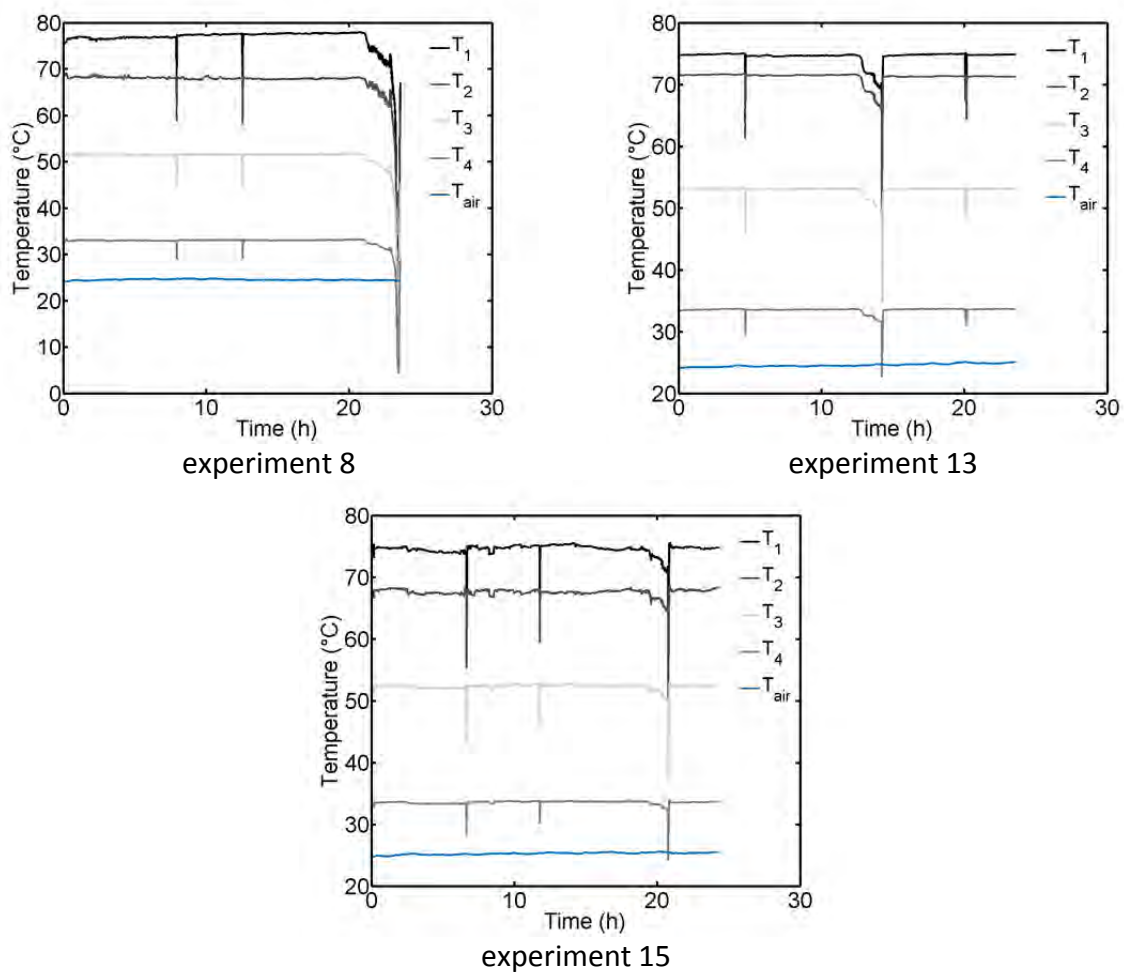 80
70
60
50
40
30
20
10
0
Temperature (°C)
0 10 20 30
Time (h)
T1
T2
T3
T4
Tair
experiment 8
80
70
60
50
40
30
20
Temperature (°C)
0 10 20 30
Time (h)
T1
T2
T3
T4
Tair
experiment 13
80
70
60
50
40
30
20
Temperature (°C)
0 10 20 30
Time (h)
T1
T2
T3
T4
Tair
experiment 15